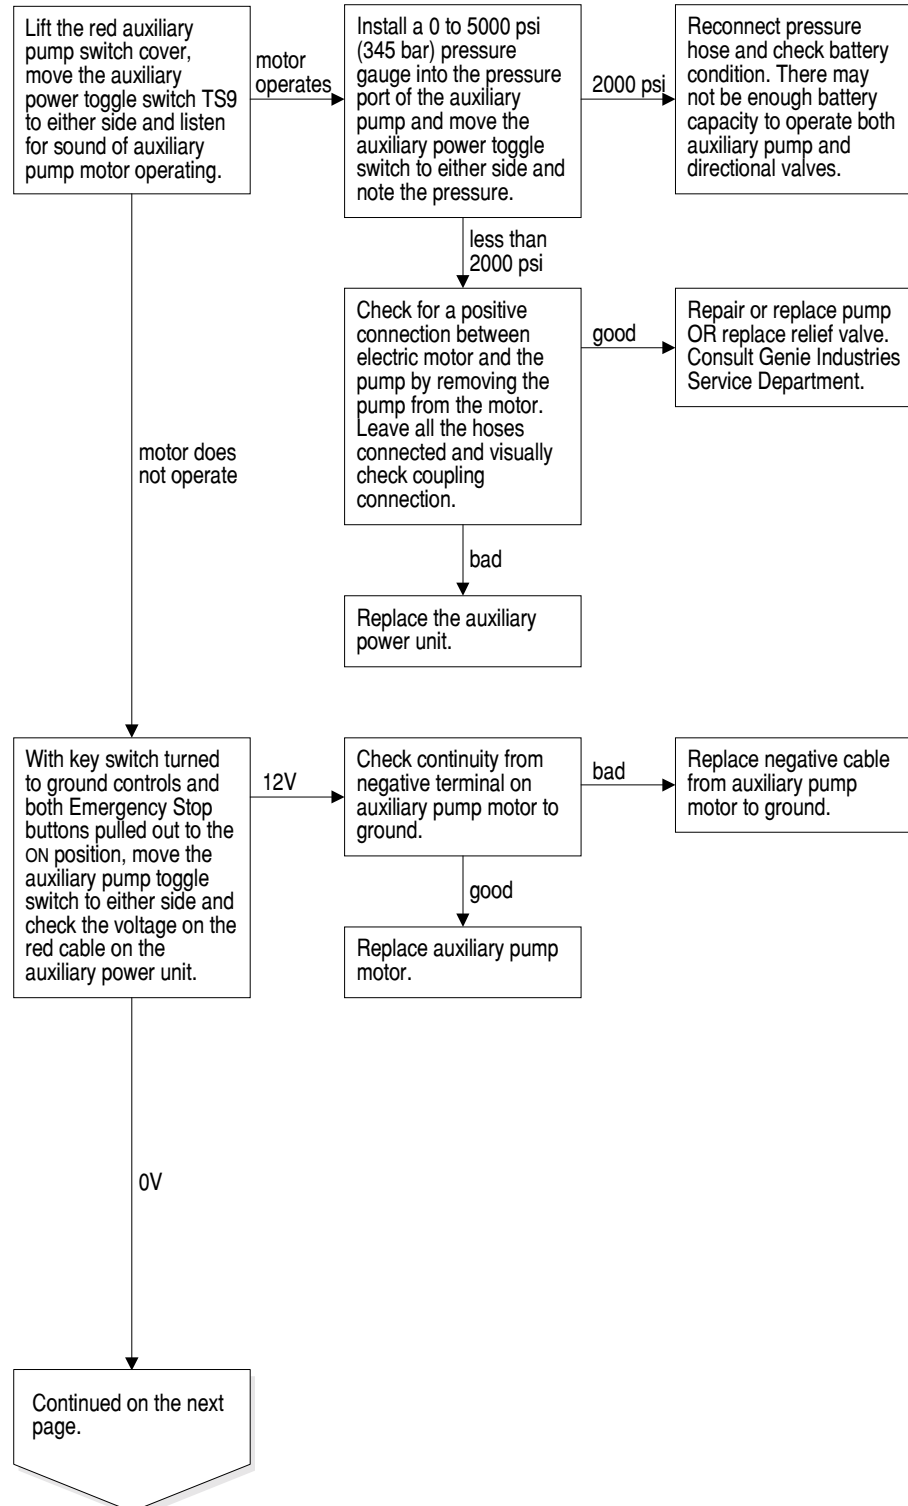 Lift the red auxiliary
pump switch cover,
move the auxiliary
power toggle switch TS9
to either side and listen
for sound of auxiliary
pump motor operating.
motor
operates
Install a 0 to 5000 psi
(345 bar) pressure
gauge into the pressure
port of the auxiliary
pump and move the
auxiliary power toggle
switch to either side and
note the pressure.
2000 psi
Reconnect pressure
hose and check battery
condition. There may
not be enough battery
capacity to operate both
auxiliary pump and
directional valves.
less than
2000 psi
Check for a positive
connection between
electric motor and the
pump by removing the
pump from the motor.
Leave all the hoses
connected and visually
check coupling
connection.
good
Repair or replace pump
OR replace relief valve.
Consult Genie Industries
Service Department.
motor does
not operate
bad
Replace the auxiliary
power unit.
With key switch turned
to ground controls and
both Emergency Stop
buttons pulled out to the
ON position, move the
auxiliary pump toggle
switch to either side and
check the voltage on the
red cable on the
auxiliary power unit.
12V
Check continuity from
negative terminal on
auxiliary pump motor to
ground.
bad
Replace negative cable
from auxiliary pump
motor to ground.
good
Replace auxiliary pump
motor.
0V
Continued on the next
page.